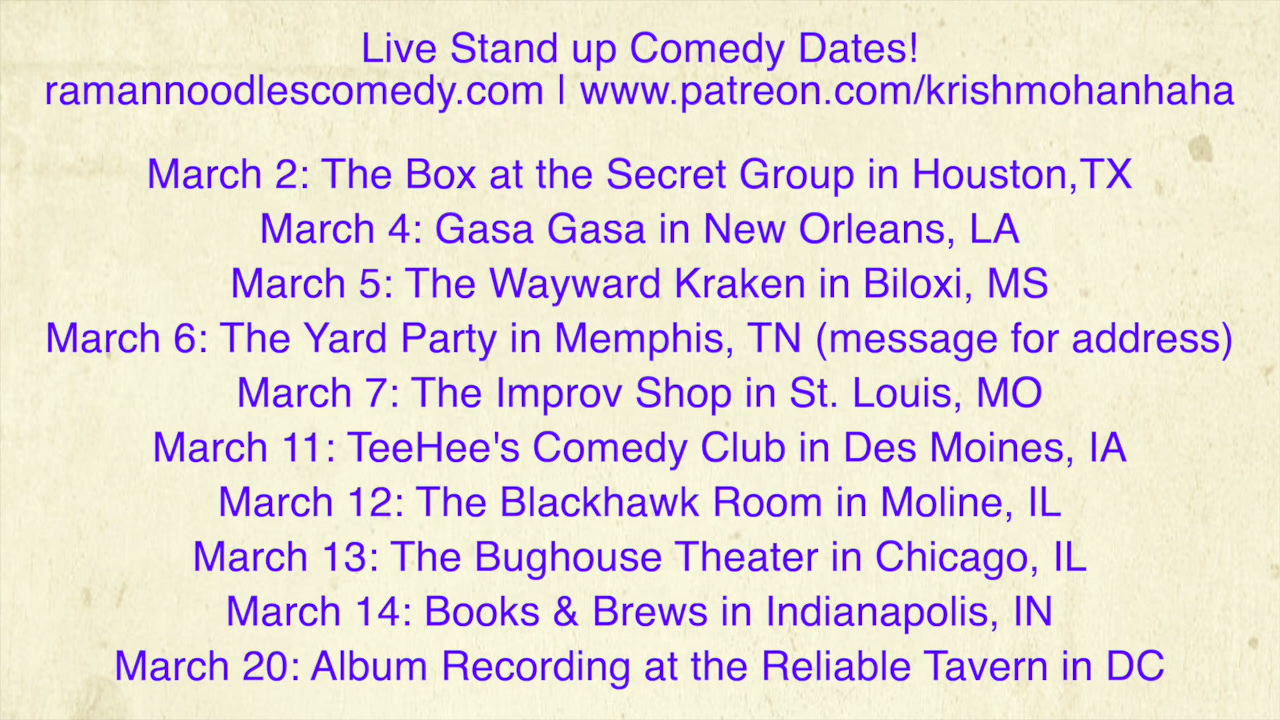 Live Stand up Comedy Dates!
ramannoodlescomedy.com | www.patreon.com/krishmohanhaha
March 2: The Box at the Secret Group in Houston,TX
March 4: Gasa Gasa in New Orleans, LA
March 5: The Wayward Kraken in Biloxi, MS
March 6: The Yard Party in Memphis, TN (message for address)
March 7: The Improv Shop in St. Louis, MO
March 11: TeeHee's Comedy Club in Des Moines, IA
March 12: The Blackhawk Room in Moline, IL
March 13: The Bughouse Theater in Chicago, IL
March 14: Books & Brews in Indianapolis, IN
March 20: Album Recording at the Reliable Tavern in DC